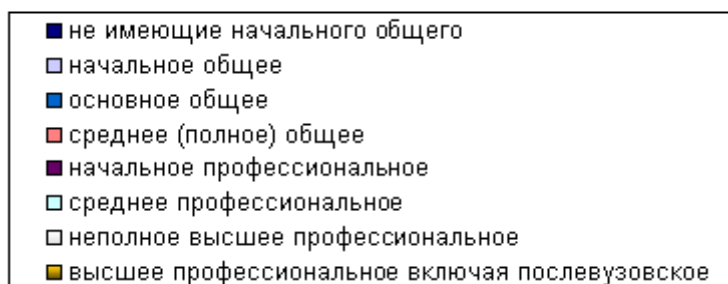 не имеющие начального общего
начальное общее
основное общее
среднее (полное) общее
начальное профессиональное
среднее профессиональное
неполное высшее профессиональное
высшее профессиональное включая послевузовское